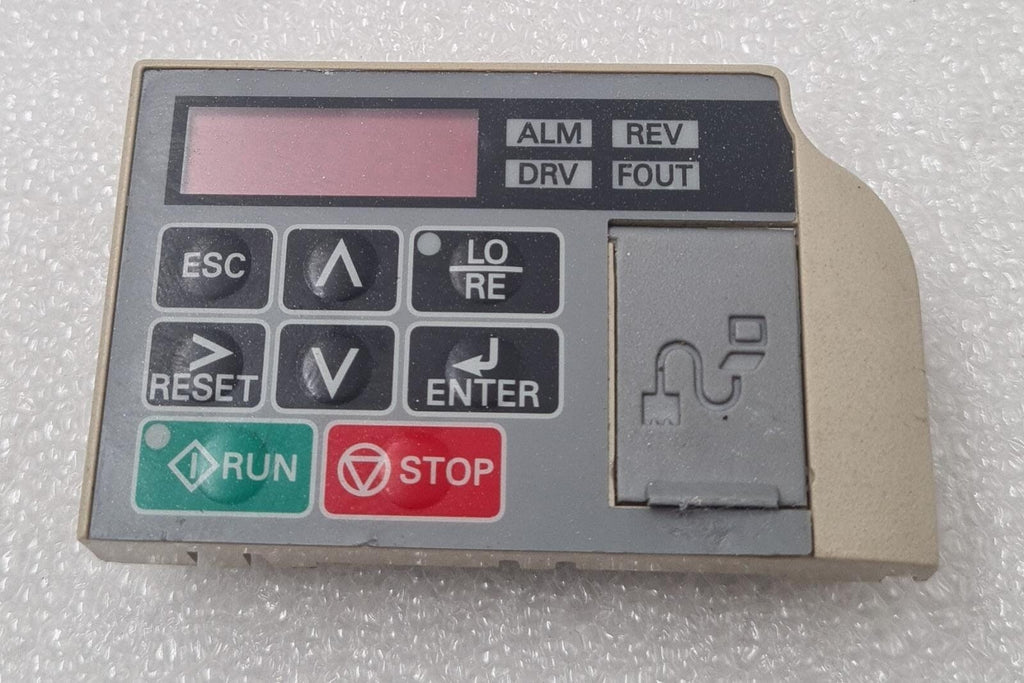 ALM REV
DRV FOUT
ESC
LO
RE
RESET
ENTER
RUN
STOP